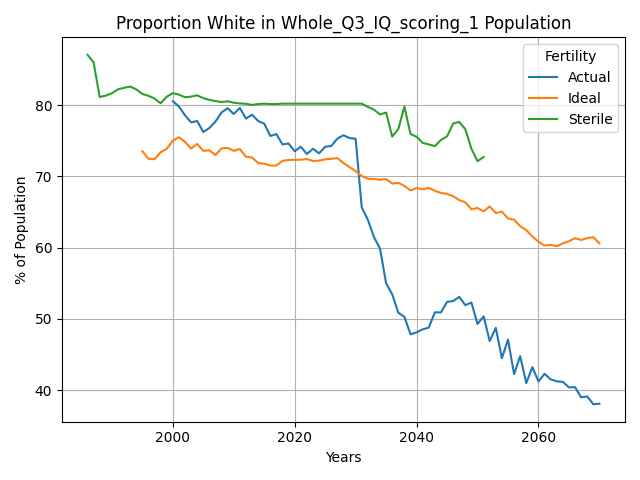 Proportion White in Whole_Q3_IQ_scoring_1 Population
Fertility
Actual
Ideal
Sterile
% of Population
80
70
60
50
40
2000
2020
2040
2060
Years